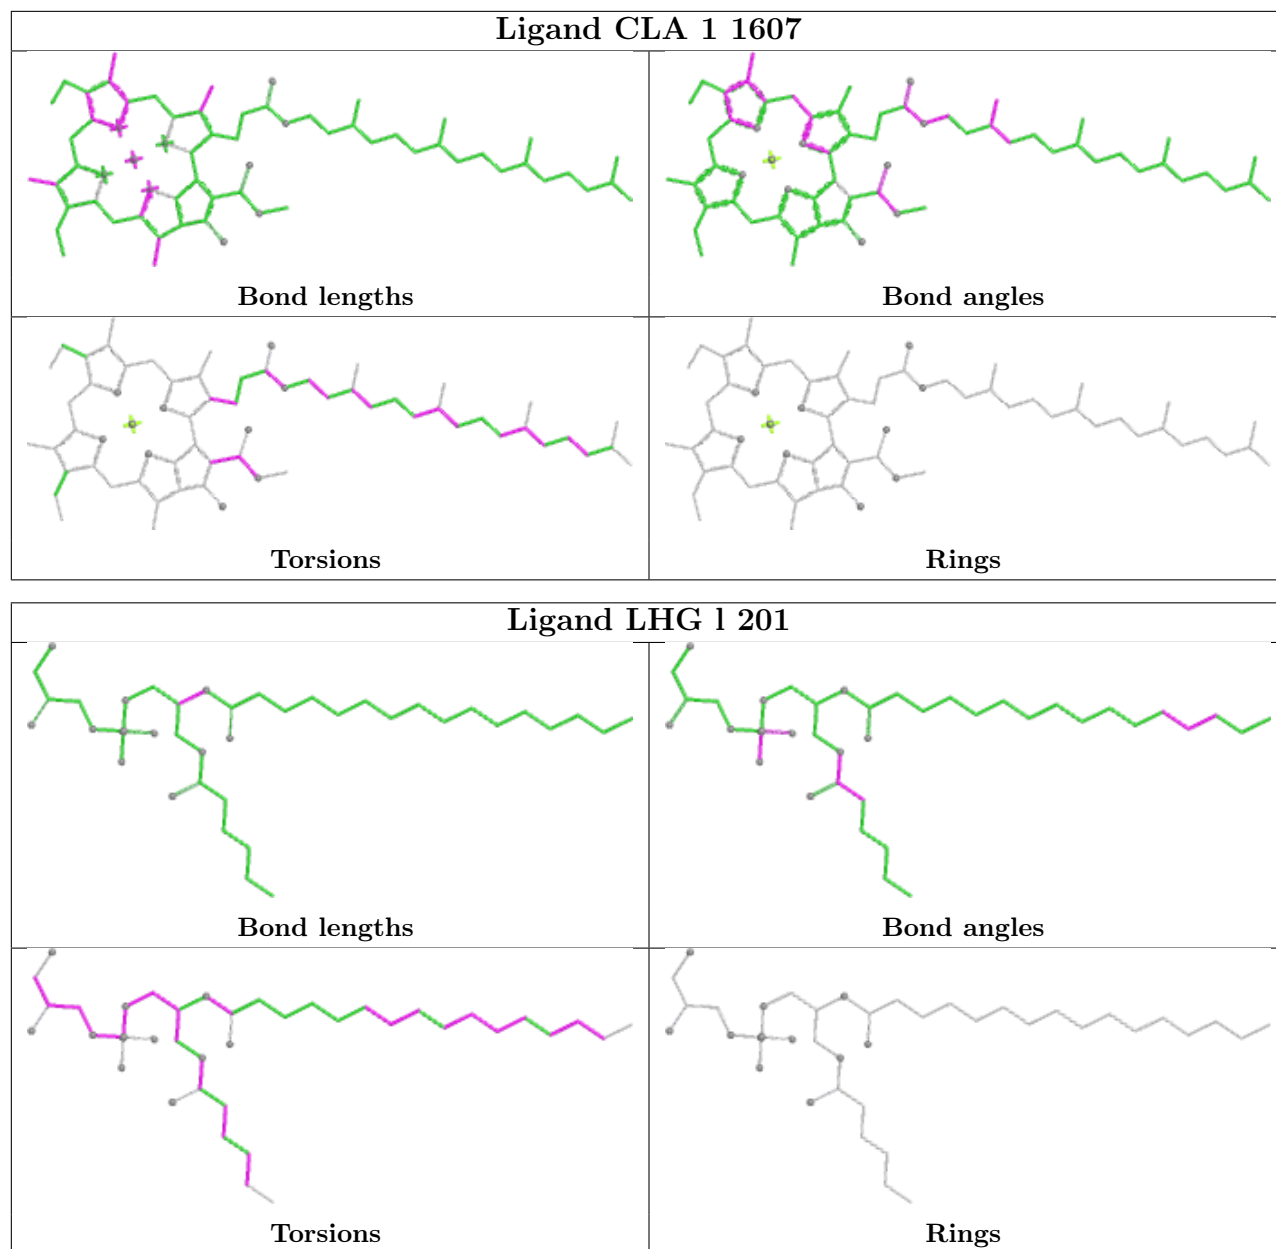 Ligand CLA 1 1607
Bond lengths
Bond angles
Torsions
Rings
Ligand LHG l 201
Bond lengths
Bond angles
Torsions
Rings